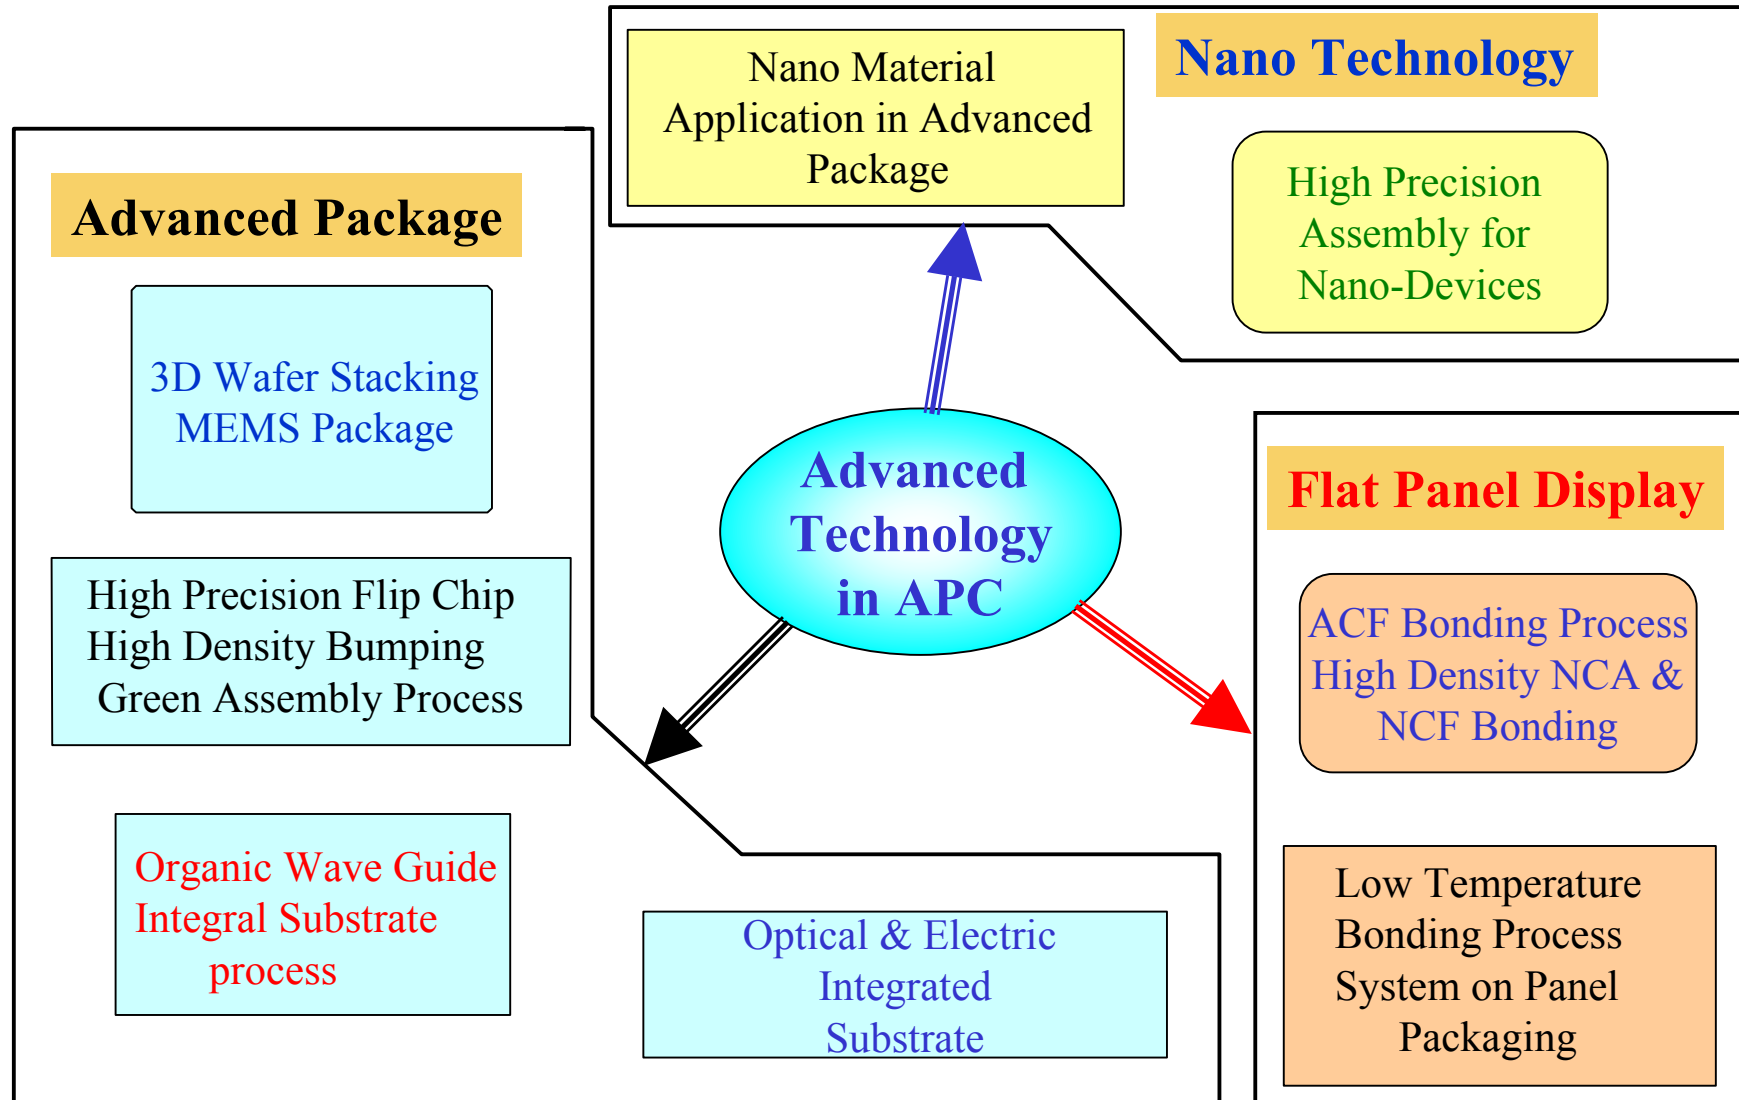 Nano Technology
Nano Material
Application in Advanced
Package
High Precision
Assembly for
Nano-Devices
Advanced Package
3D Wafer Stacking
MEMS Package
High Precision Flip Chip
High Density Bumping
Green Assembly Process
Organic Wave Guide
Integral Substrate
process
Optical & Electric
Integrated
Substrate
Advanced
Technology
in APC
Flat Panel Display
ACF Bonding Process
High Density NCA &
NCF Bonding
Low Temperature
Bonding Process
System on Panel
Packaging